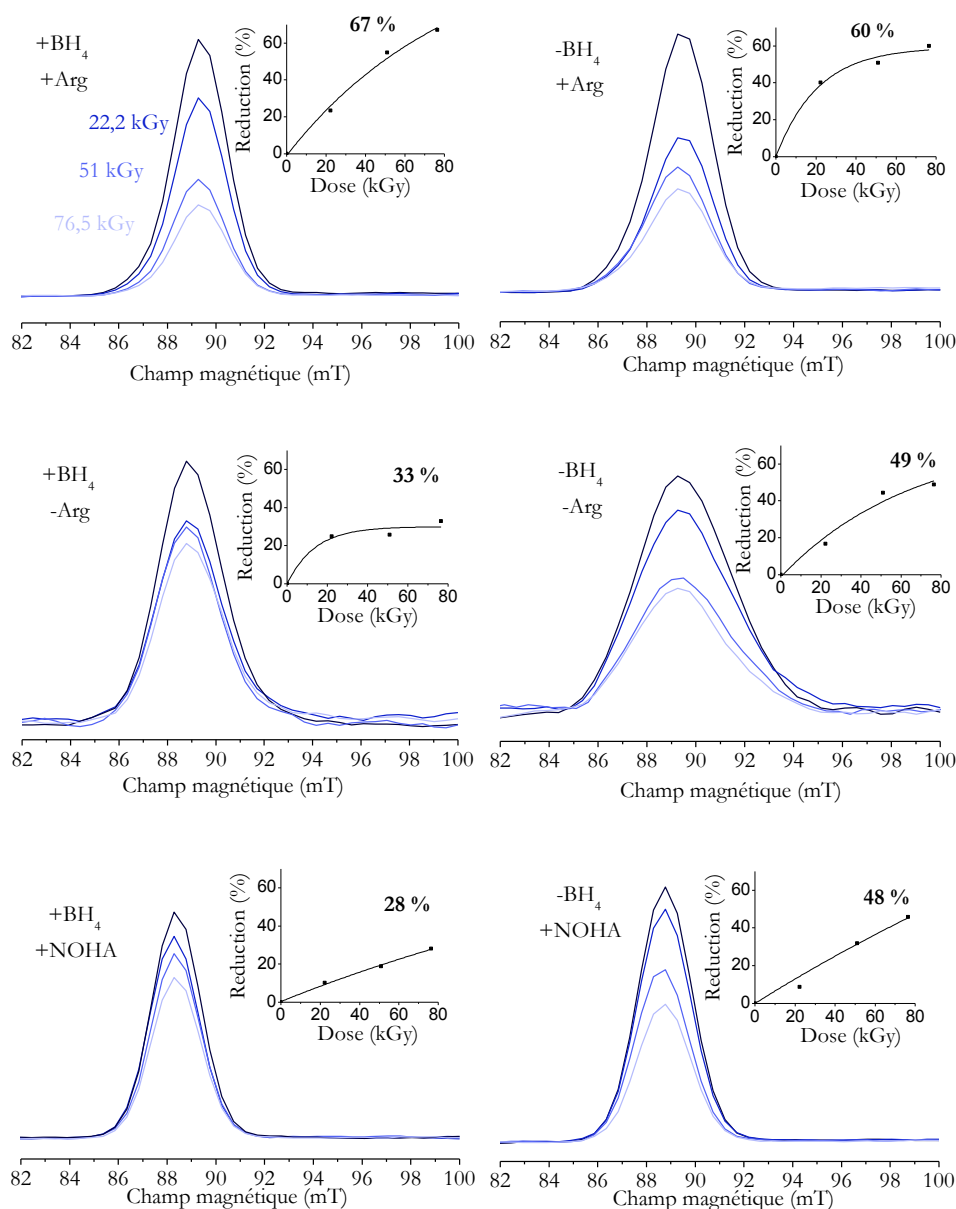 +BH4
+Arg
22,2 kGy
51 kGy
76,5 kGy
67 %
Reduction (%)
60
40
20
0
0 20 40 60 80
Dose (kGy)
82 84 86 88 90 92 94 96 98 100
Champ magnétique (mT)
-BH4
+Arg
60 %
Reduction (%)
60
40
20
0
0 20 40 60 80
Dose (kGy)
82 84 86 88 90 92 94 96 98 100
Champ magnétique (mT)
+BH4
-Arg
33 %
Reduction (%)
60
40
20
0
0 20 40 60 80
Dose (kGy)
82 84 86 88 90 92 94 96 98 100
Champ magnétique (mT)
-BH4
-Arg
49 %
Reduction (%)
60
40
20
0
0 20 40 60 80
Dose (kGy)
82 84 86 88 90 92 94 96 98 100
Champ magnétique (mT)
+BH4
+NOHA
28 %
Reduction (%)
60
40
20
0
0 20 40 60 80
Dose (kGy)
82 84 86 88 90 92 94 96 98 100
Champ magnétique (mT)
-BH4
+NOHA
48 %
Reduction (%)
60
40
20
0
0 20 40 60 80
Dose (kGy)
82 84 86 88 90 92 94 96 98 100
Champ magnétique (mT)